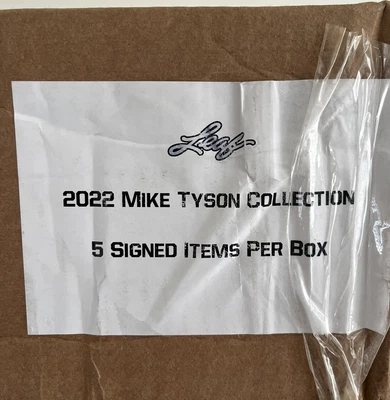 Leaf
2022 Mike Tyson Collection
5 Signed Items Per Box